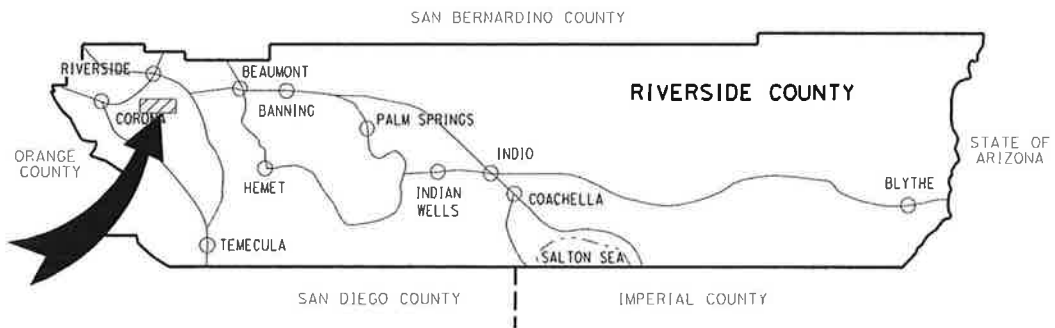 SAN BERNARDINO COUNTY
RIVERSIDE
BEAUMONT
BANNING
RIVERSIDE COUNTY
CORONA
PALM SPRINGS
ORANGE
COUNTY
STATE OF
ARIZONA
HEMET
INDIAN
WELLS
INDIO
COACHELLA
BLYTHE
TEMECULA
SALTON SEA
SAN DIEGO COUNTY
IMPERIAL COUNTY